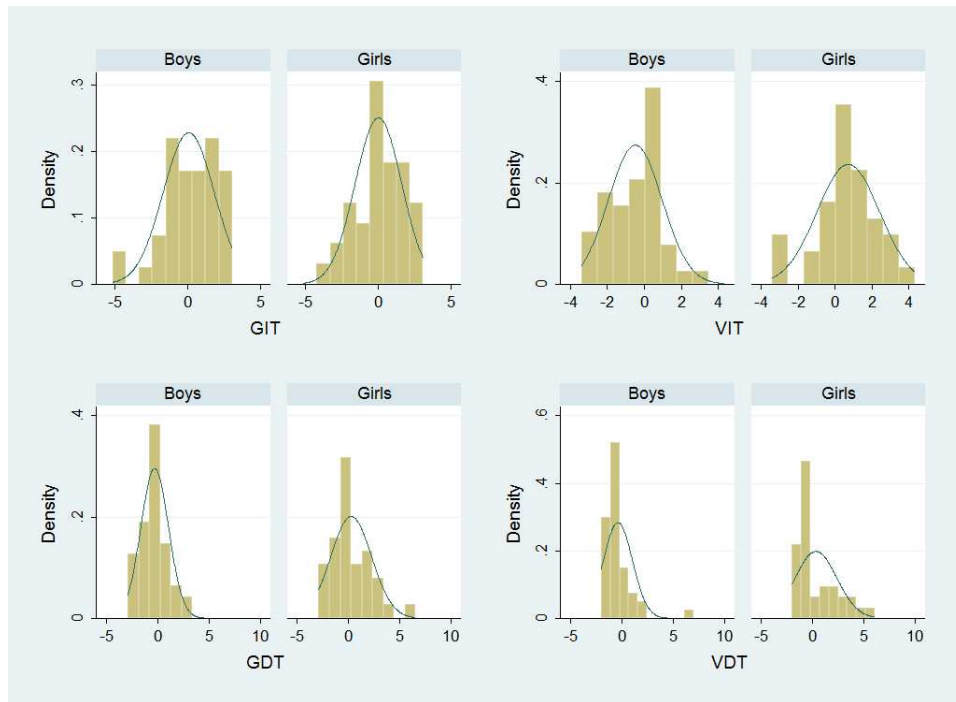 Boys Girls
Density
0 .1 .2 .3
-5 0 5 -5 0 5
GIT
Boys Girls
Density
0 .2 .4
-4 -2 0 2 4 -4 -2 0 2 4
VIT
Boys Girls
Density
0 .2 .4
-5 0 5 10 -5 0 5 10
GDT
Boys Girls
Density
0 .2 .4 .6
-5 0 5 10 -5 0 5 10
VDT